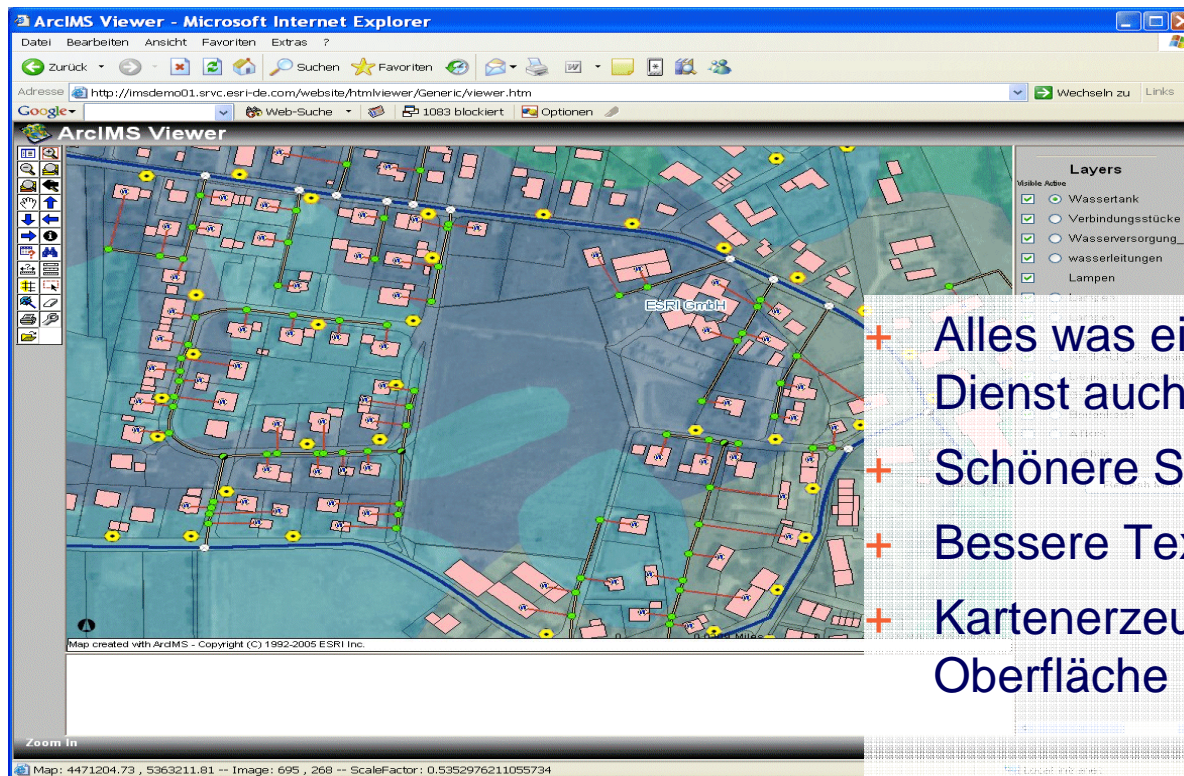 ArcIMS Viewer - Microsoft Internet Explorer
Datei Bearbeiten Ansicht Favoriten Extras ?
Zurück Suchen Favoriten
Adresse http://imsdemo01.srvc.esri-de.com/website/htmlviewer/Generic/viewer.htm Wechseln zu Links
Google Web-Suche 1083 blockiert Optionen
ArcIMS Viewer
Layers
Visible Active
Wassertank
Verbindungsstücke
Wasserversorgung_
wasserleitungen
Lampen
ESRI GmbH
+ Alles was ei
Dienst auch
+ Schönere S
+ Bessere Tex
+ Kartenerzeu
Oberfläche
Map created with ArcIMS - Copyright (C) 1992-2005 ESRI Inc.
Zoom In
Map: 4471204.73 , 5363211.81 -- Image: 695 , 268 -- ScaleFactor: 0.5352976211055734